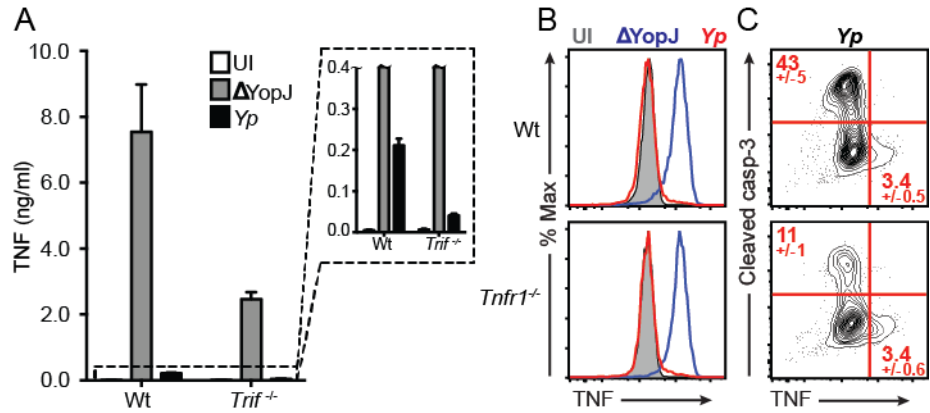 A
TNF (ng/ml)
10.0
8.0
6.0
4.0
2.0
0.0
UI
ΔYopJ
Yp
Wt
Trif -/-
0.4
0.3
0.2
0.1
0.0
Wt
Trif -/-
B
UI ΔYopJ Yp
% Max
Wt
Tnfr1-/-
TNF
C
Yp
Cleaved casp-3
43
+/-5
3.4
+/-0.5
11
+/-1
3.4
+/-0.6
TNF